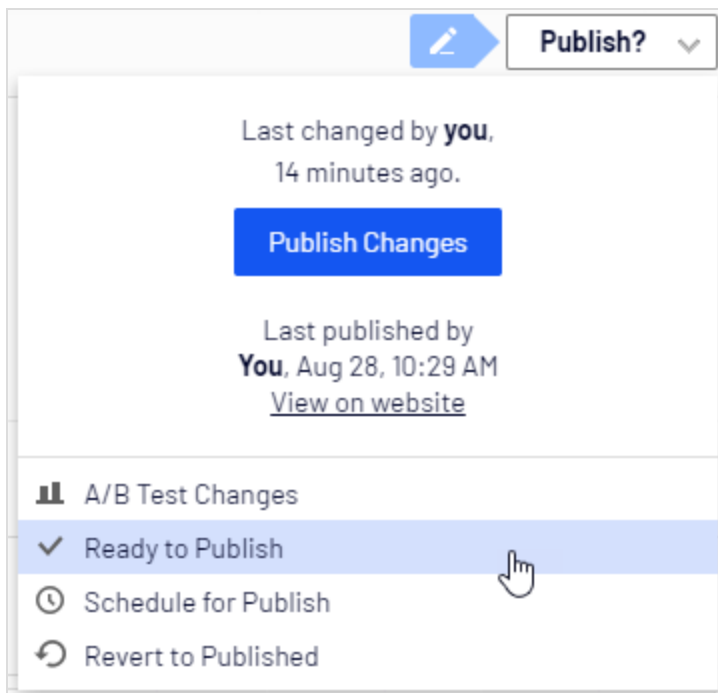 Publish?
Last changed by you,
14 minutes ago.
Publish Changes
Last published by
You, Aug 28, 10:29 AM
View on website
A/B Test Changes
Ready to Publish
Schedule for Publish
Revert to Published